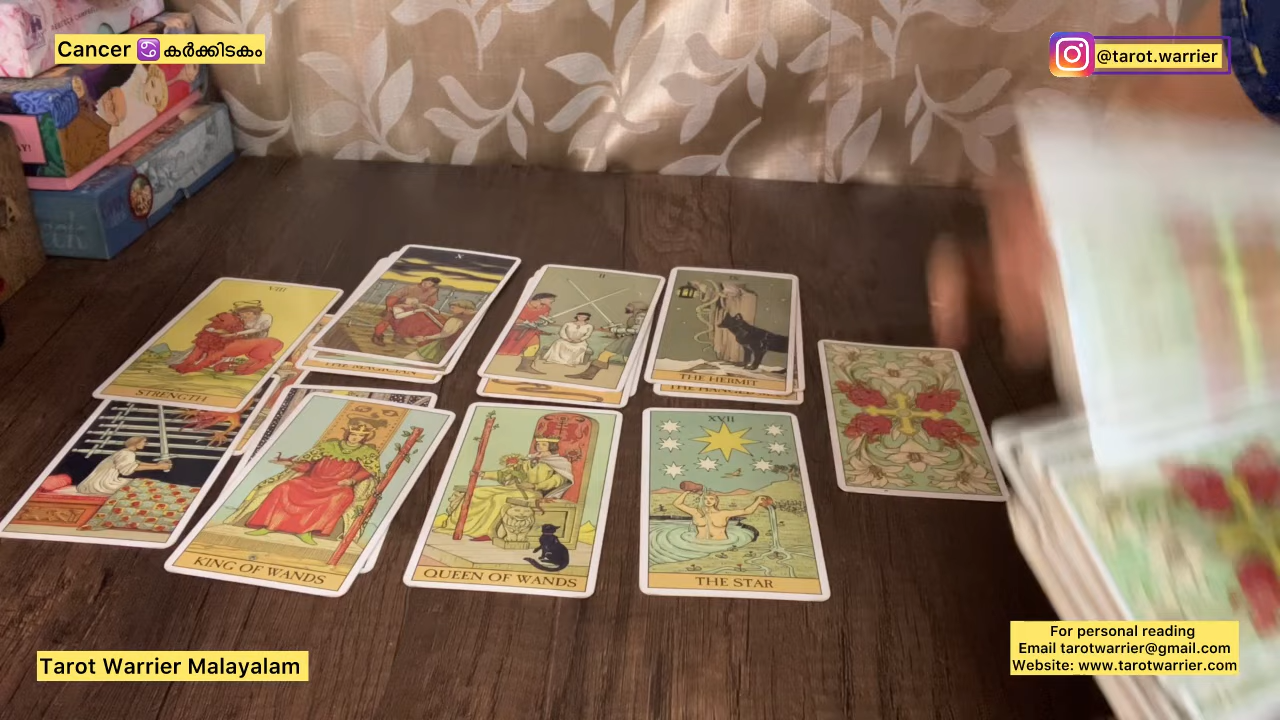 Cancer ♋ കർക്കിടകം
@tarot.warrier
VIII
STRENGTH
X
THE MAGICIAN
II
THE HERMIT
KING OF WANDS
QUEEN OF WANDS
XVII
THE STAR
Tarot Warrier Malayalam
For personal reading
Email tarotwarrier@gmail.com
Website: www.tarotwarrier.com